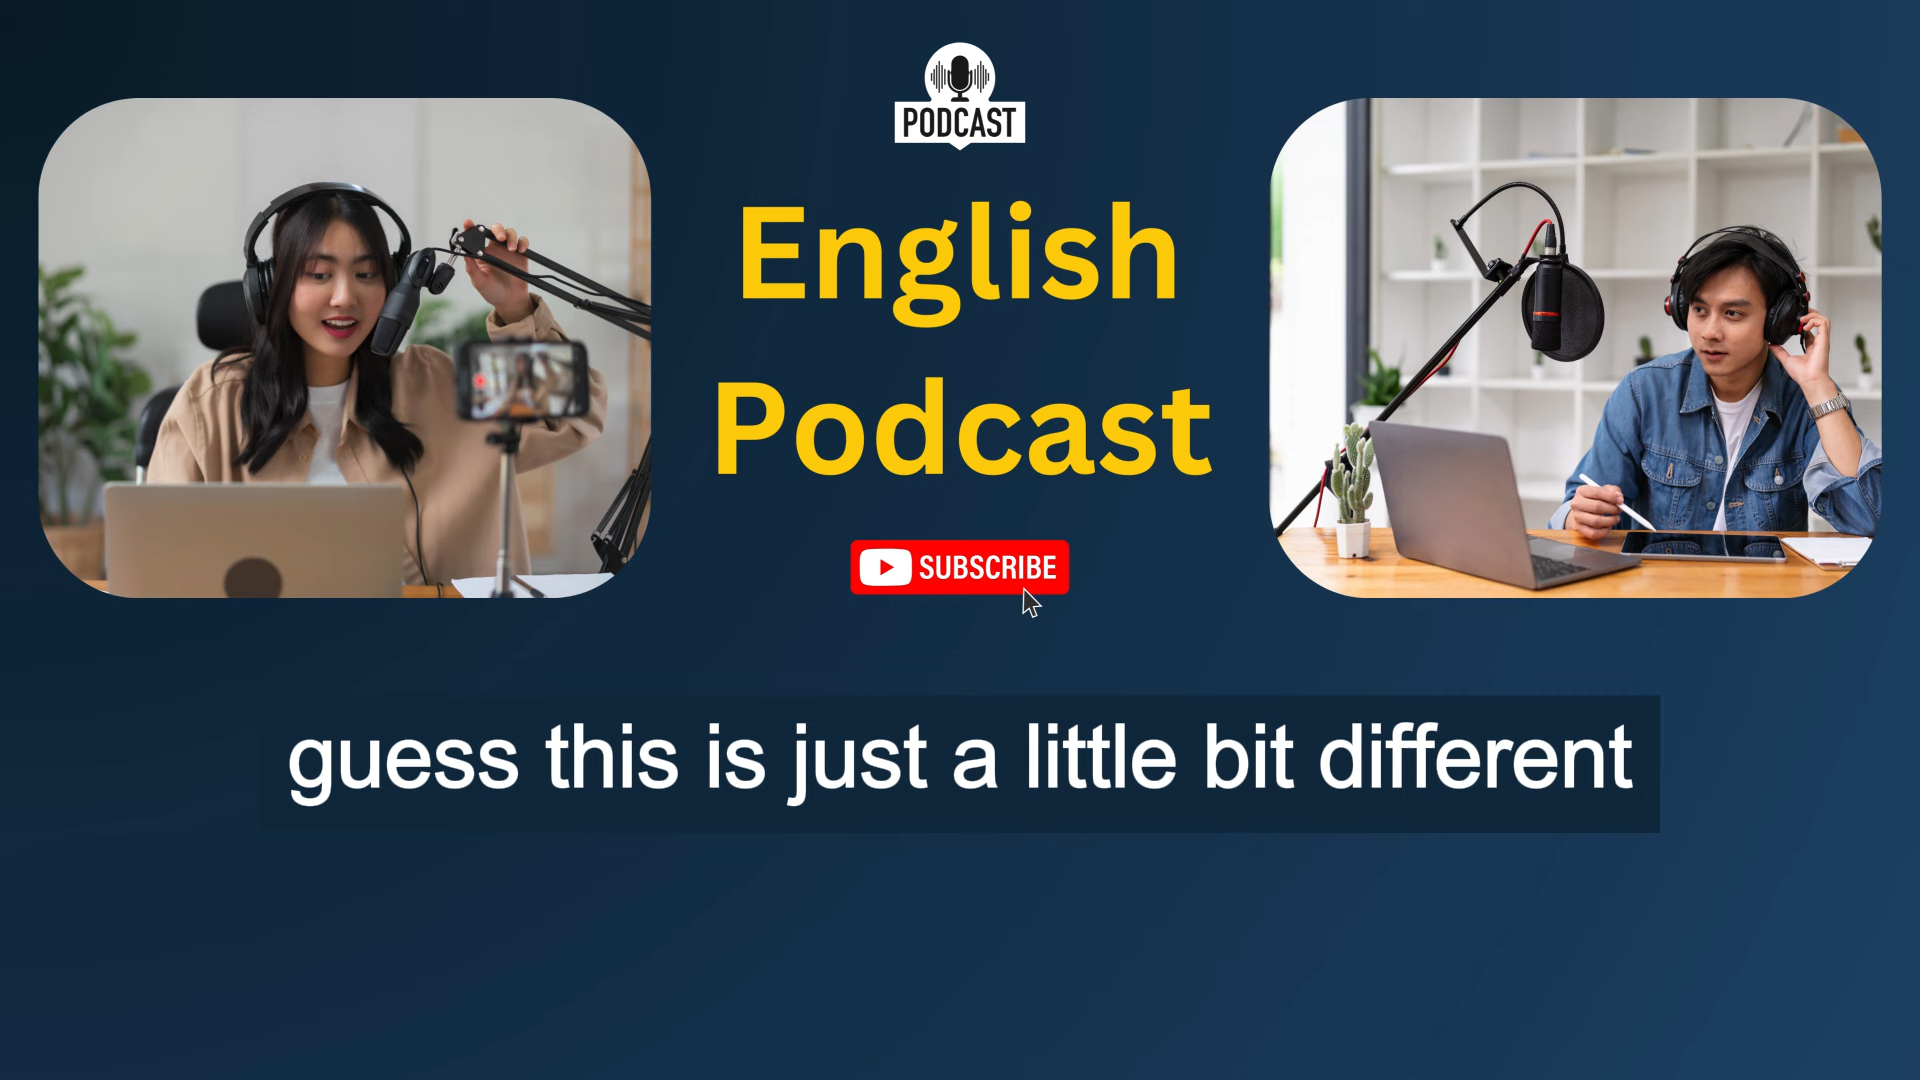 PODCAST
English
Podcast
SUBSCRIBE
guess this is just a little bit different